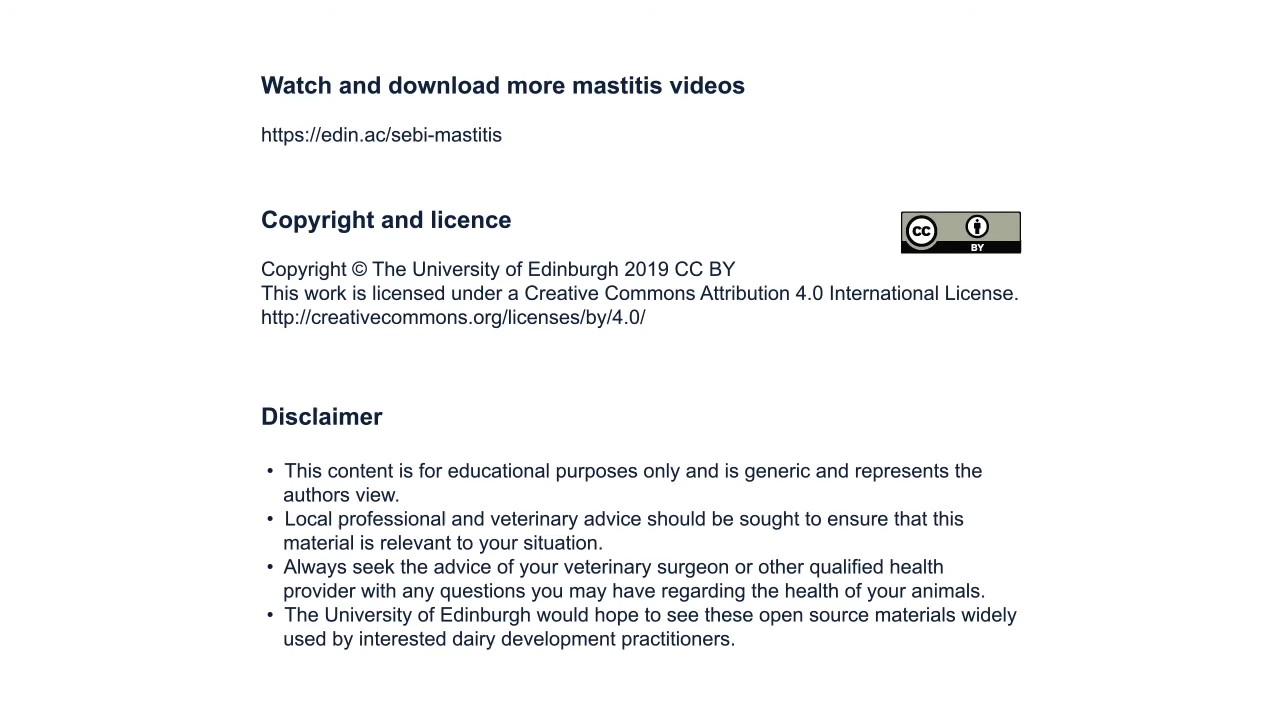 Watch and download more mastitis videos
https://edin.ac/sebi-mastitis
Copyright and licence
CC BY
Copyright © The University of Edinburgh 2019 CC BY
This work is licensed under a Creative Commons Attribution 4.0 International License.
http://creativecommons.org/licenses/by/4.0/
Disclaimer
• This content is for educational purposes only and is generic and represents the
authors view.
• Local professional and veterinary advice should be sought to ensure that this
material is relevant to your situation.
• Always seek the advice of your veterinary surgeon or other qualified health
provider with any questions you may have regarding the health of your animals.
• The University of Edinburgh would hope to see these open source materials widely
used by interested dairy development practitioners.